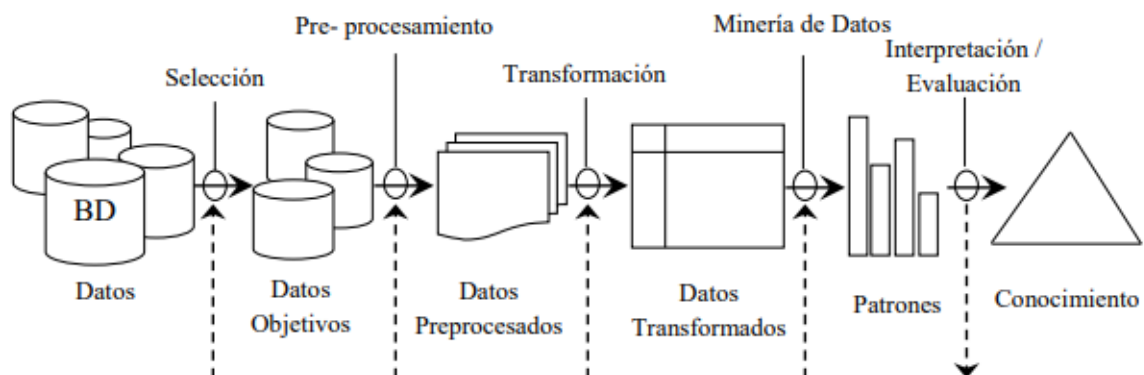 Pre- procesamiento
Minería de Datos
Interpretación /
Evaluación
Selección
Transformación
BD
Datos
Datos
Objetivos
Datos
Preprocesados
Datos
Transformados
Patrones
Conocimiento